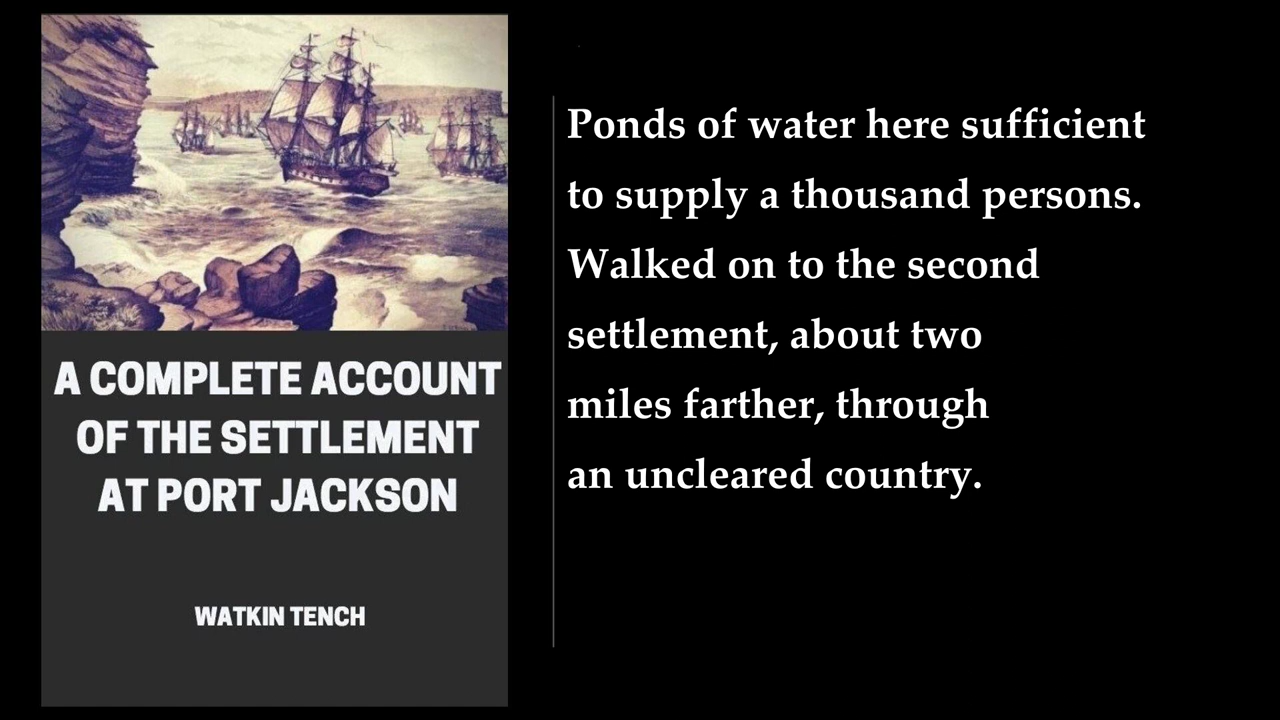 A COMPLETE ACCOUNT
OF THE SETTLEMENT
AT PORT JACKSON
WATKIN TENCH
Ponds of water here sufficient
to supply a thousand persons.
Walked on to the second
settlement, about two
miles farther, through
an uncleared country.